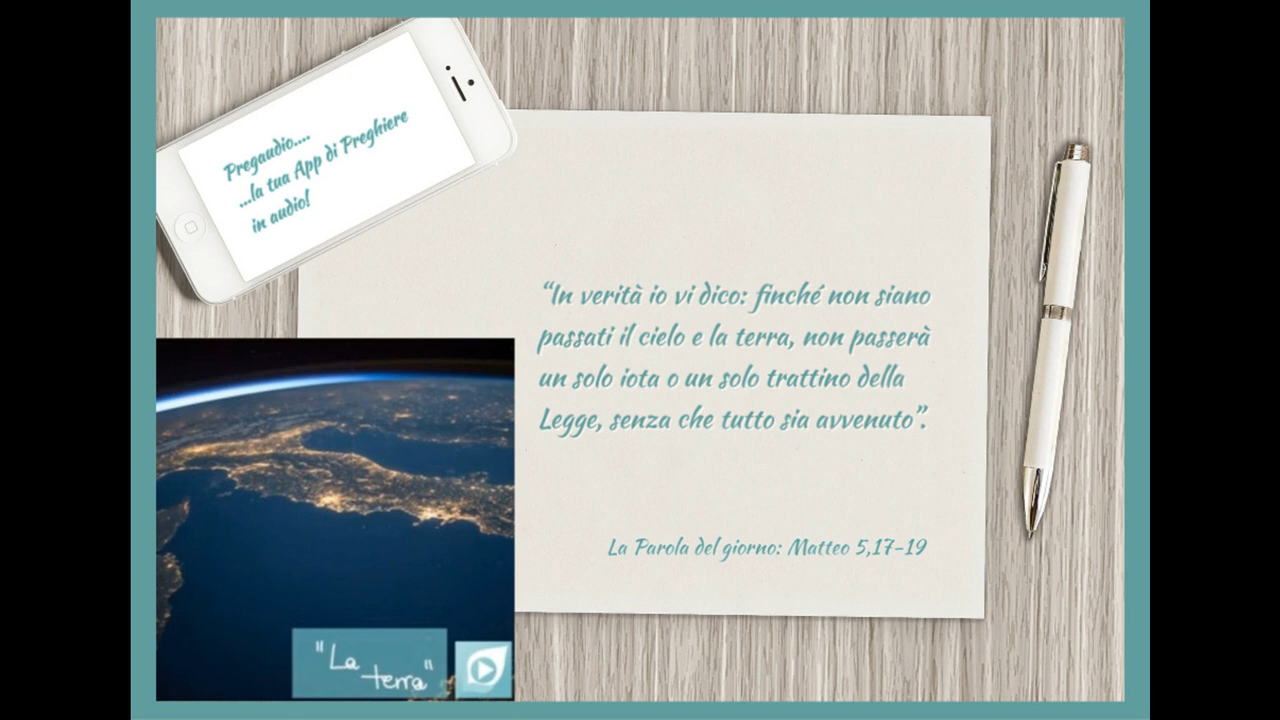 Pregaudio....
...la tua App di Preghiere
in audio!
“In verità io vi dico: finché non siano
passati il cielo e la terra, non passerà
un solo iota o un solo trattino della
Legge, senza che tutto sia avvenuto”.
La Parola del giorno: Matteo 5,17-19
"La
terra"